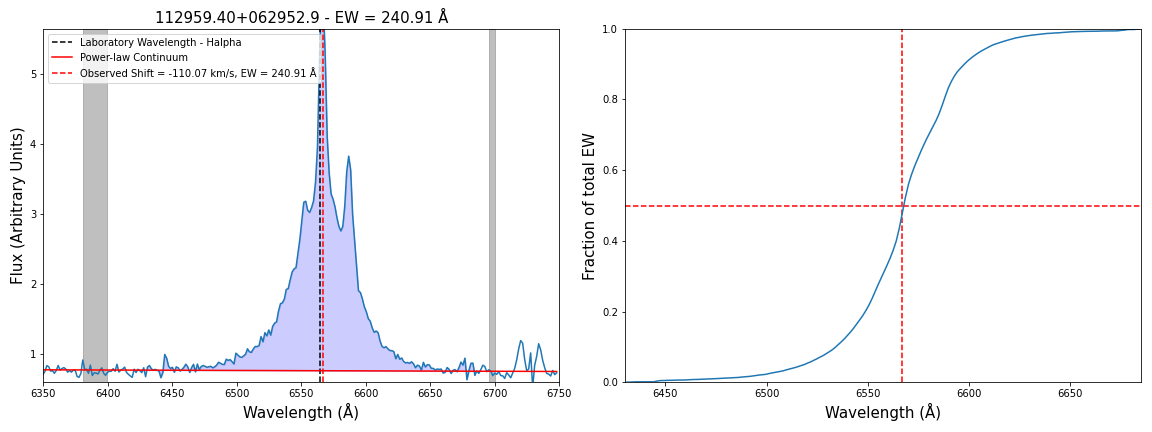 112959.40+062952.9 - EW = 240.91 Å
Laboratory Wavelength - Halpha
Power-law Continuum
Observed Shift = -110.07 km/s, EW = 240.91 Å
Flux (Arbitrary Units)
5
4
3
2
1
6350 6400 6450 6500 6550 6600 6650 6700 6750
Wavelength (Å)
Fraction of total EW
1.0
0.8
0.6
0.4
0.2
0.0
6450 6500 6550 6600 6650
Wavelength (Å)